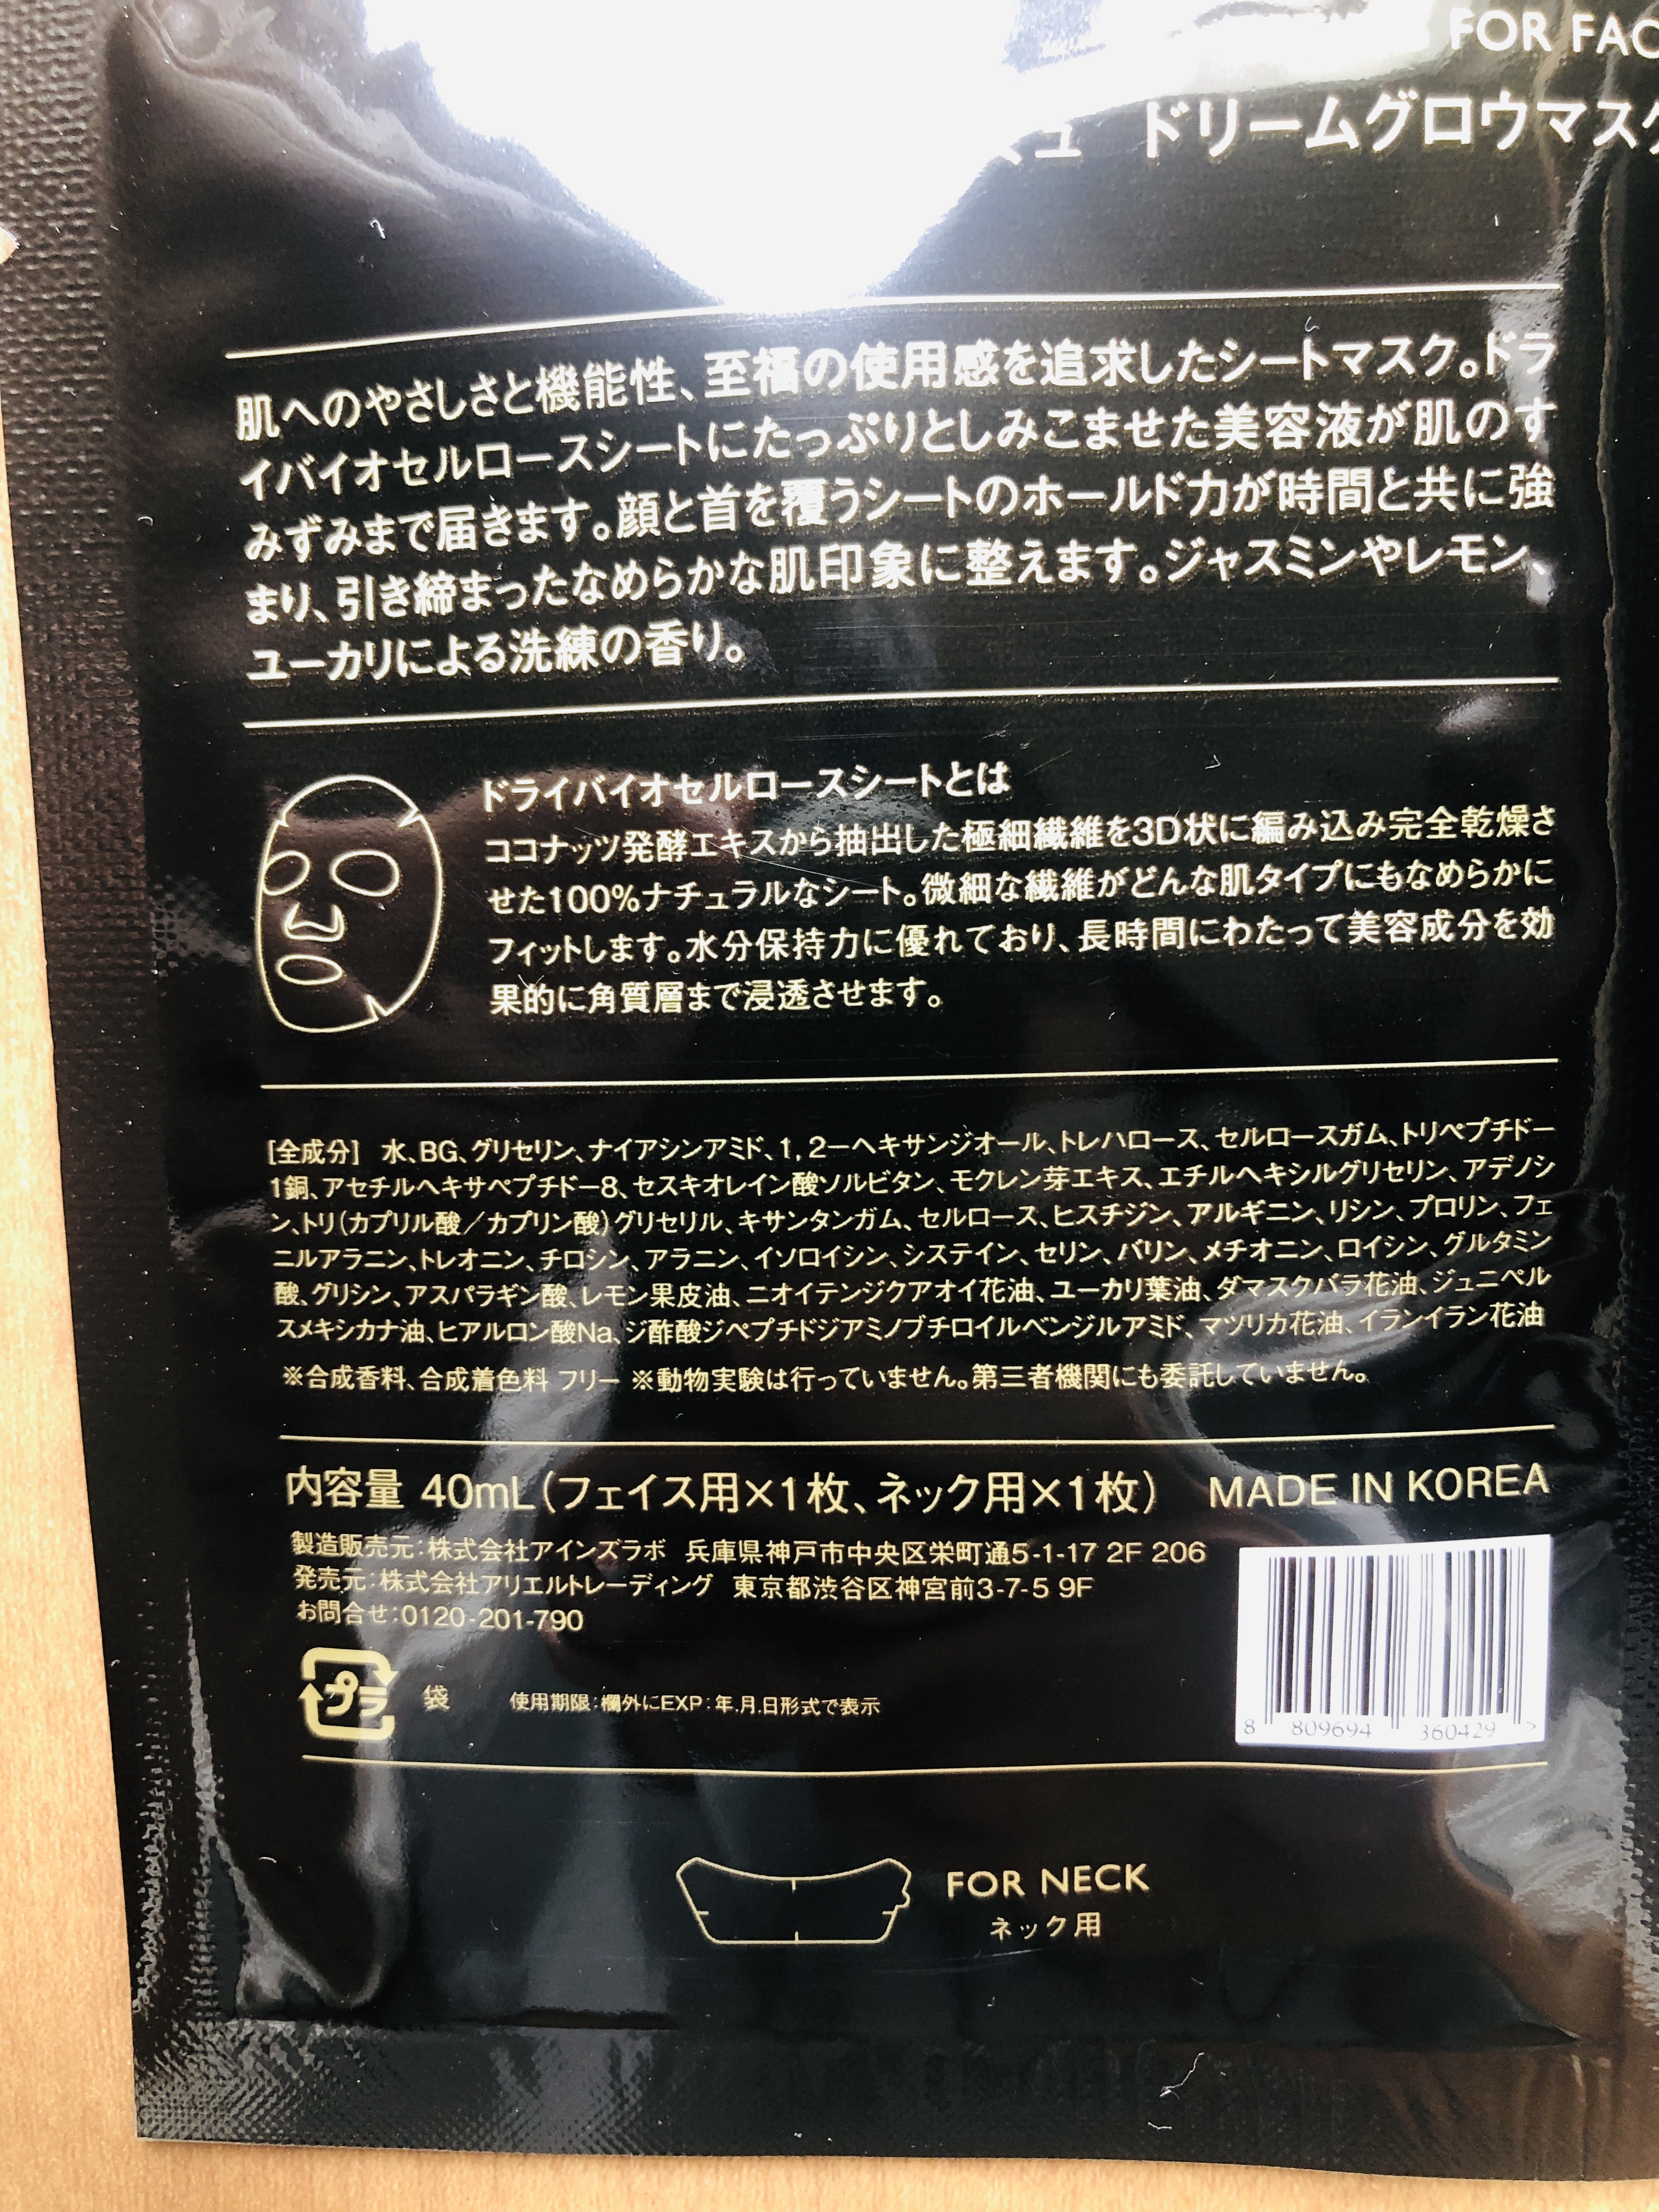 FOR FAC
ュ ドリームグロウマスク
肌へのやさしさと機能性、至福の使用感を追求したシートマスク。ドラ
イバイオセルロースシートにたっぷりとしみこませた美容液が肌のす
みずみまで届きます。顔と首を覆うシートのホールド力が時間と共に強
まり、引き締まったなめらかな肌印象に整えます。ジャスミンやレモン、
ユーカリによる洗練の香り。
ドライバイオセルロースシートとは
ココナッツ発酵エキスから抽出した極細繊維を3D状に編み込み完全乾燥さ
せた100%ナチュラルなシート。微細な繊維がどんな肌タイプにもなめらかに
フィットします。水分保持力に優れており、長時間にわたって美容成分を効
果的に角質層まで浸透させます。
[全成分] 水、BG、グリセリン、ナイアシンアミド、1, 2ーヘキサンジオール、トレハロース、セルロースガム、トリペプチドー
1銅、アセチルヘキサペプチドー8、セスキオレイン酸ソルビタン、モクレン芽エキス、エチルヘキシルグリセリン、アデノシ
ン、トリ(カプリル酸/カプリン酸)グリセリル、キサンタンガム、セルロース、ヒスチジン、アルギニン、リシン、プロリン、フェ
ニルアラニン、トレオニン、チロシン、アラニン、イソロイシン、システイン、セリン、バリン、メチオニン、ロイシン、グルタミン
酸、グリシン、アスパラギン酸、レモン果皮油、ニオイテンジクアオイ花油、ユーカリ葉油、ダマスクバラ花油、ジュニペル
スメキシカナ油、ヒアルロン酸Na、ジ酢酸ジペプチドジアミノブチロイルベンジルアミド、マツリカ花油、イランイラン花油
※合成香料、合成着色料 フリー ※動物実験は行っていません。第三者機関にも委託していません。
内容量 40mL(フェイス用×1枚、ネック用×1枚) MADE IN KOREA
製造販売元:株式会社アインズラボ 兵庫県神戸市中央区栄町通5-1-17 2F 206
発売元:株式会社アリエルトレーディング 東京都渋谷区神宮前3-7-5 9F
お問合せ:0120-201-790
プラ 袋 使用期限:欄外にEXP:年.月.日形式で表示
8 809694 360429 >
FOR NECK
ネック用